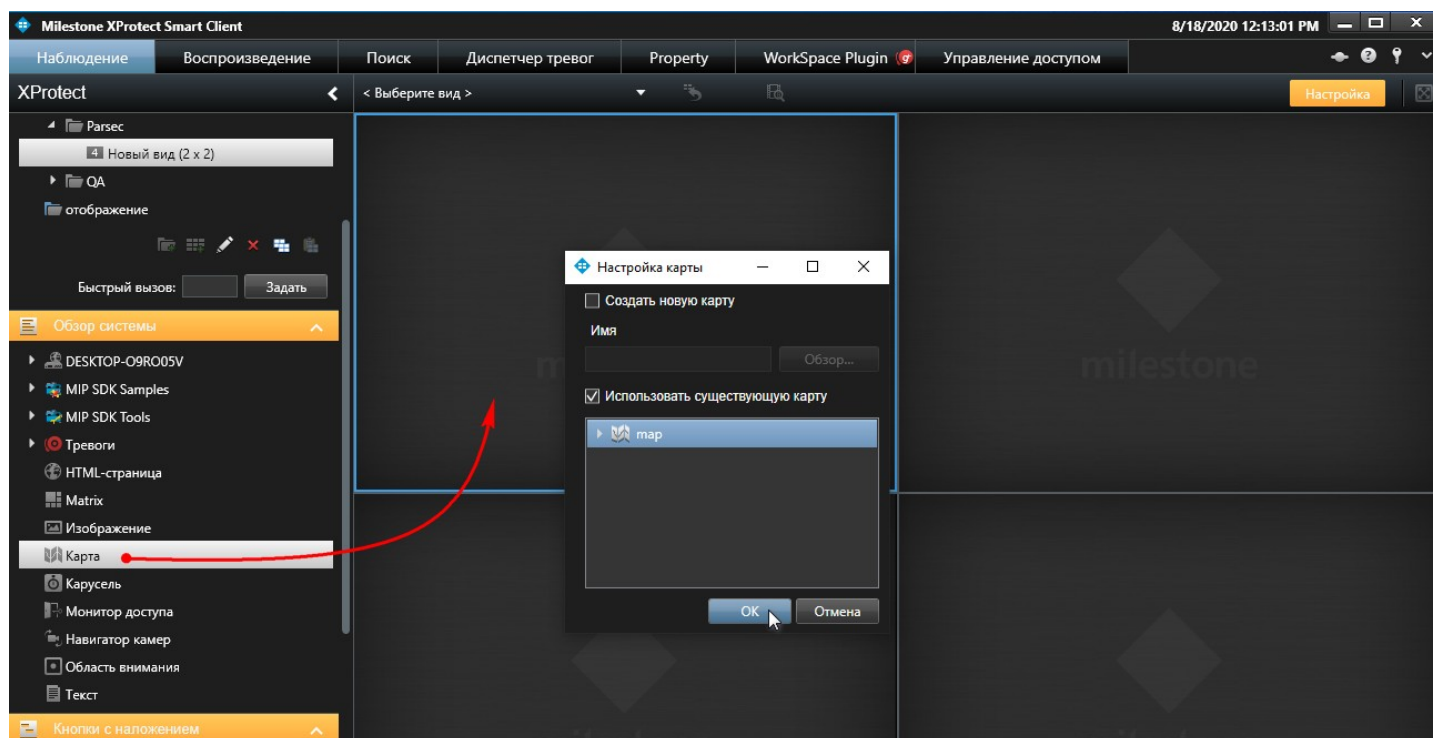 Milestone XProtect Smart Client
8/18/2020 12:13:01 PM
Наблюдение Воспроизведение Поиск Диспетчер тревог Property WorkSpace Plugin Управление доступом
XProtect
< Выберите вид >
Настройка
Parsec
4 Новый вид (2 x 2)
QA
отображение
Быстрый вызов: Задать
Обзор системы
DESKTOP-O9RO05V
MIP SDK Samples
MIP SDK Tools
Тревоги
HTML-страница
Matrix
Изображение
Карта
Карусель
Монитор доступа
Навигатор камер
Область внимания
Текст
Кнопки с наложением
Настройка карты
Создать новую карту
Имя
Обзор...
Использовать существующую карту
map
OK Отмена
milestone